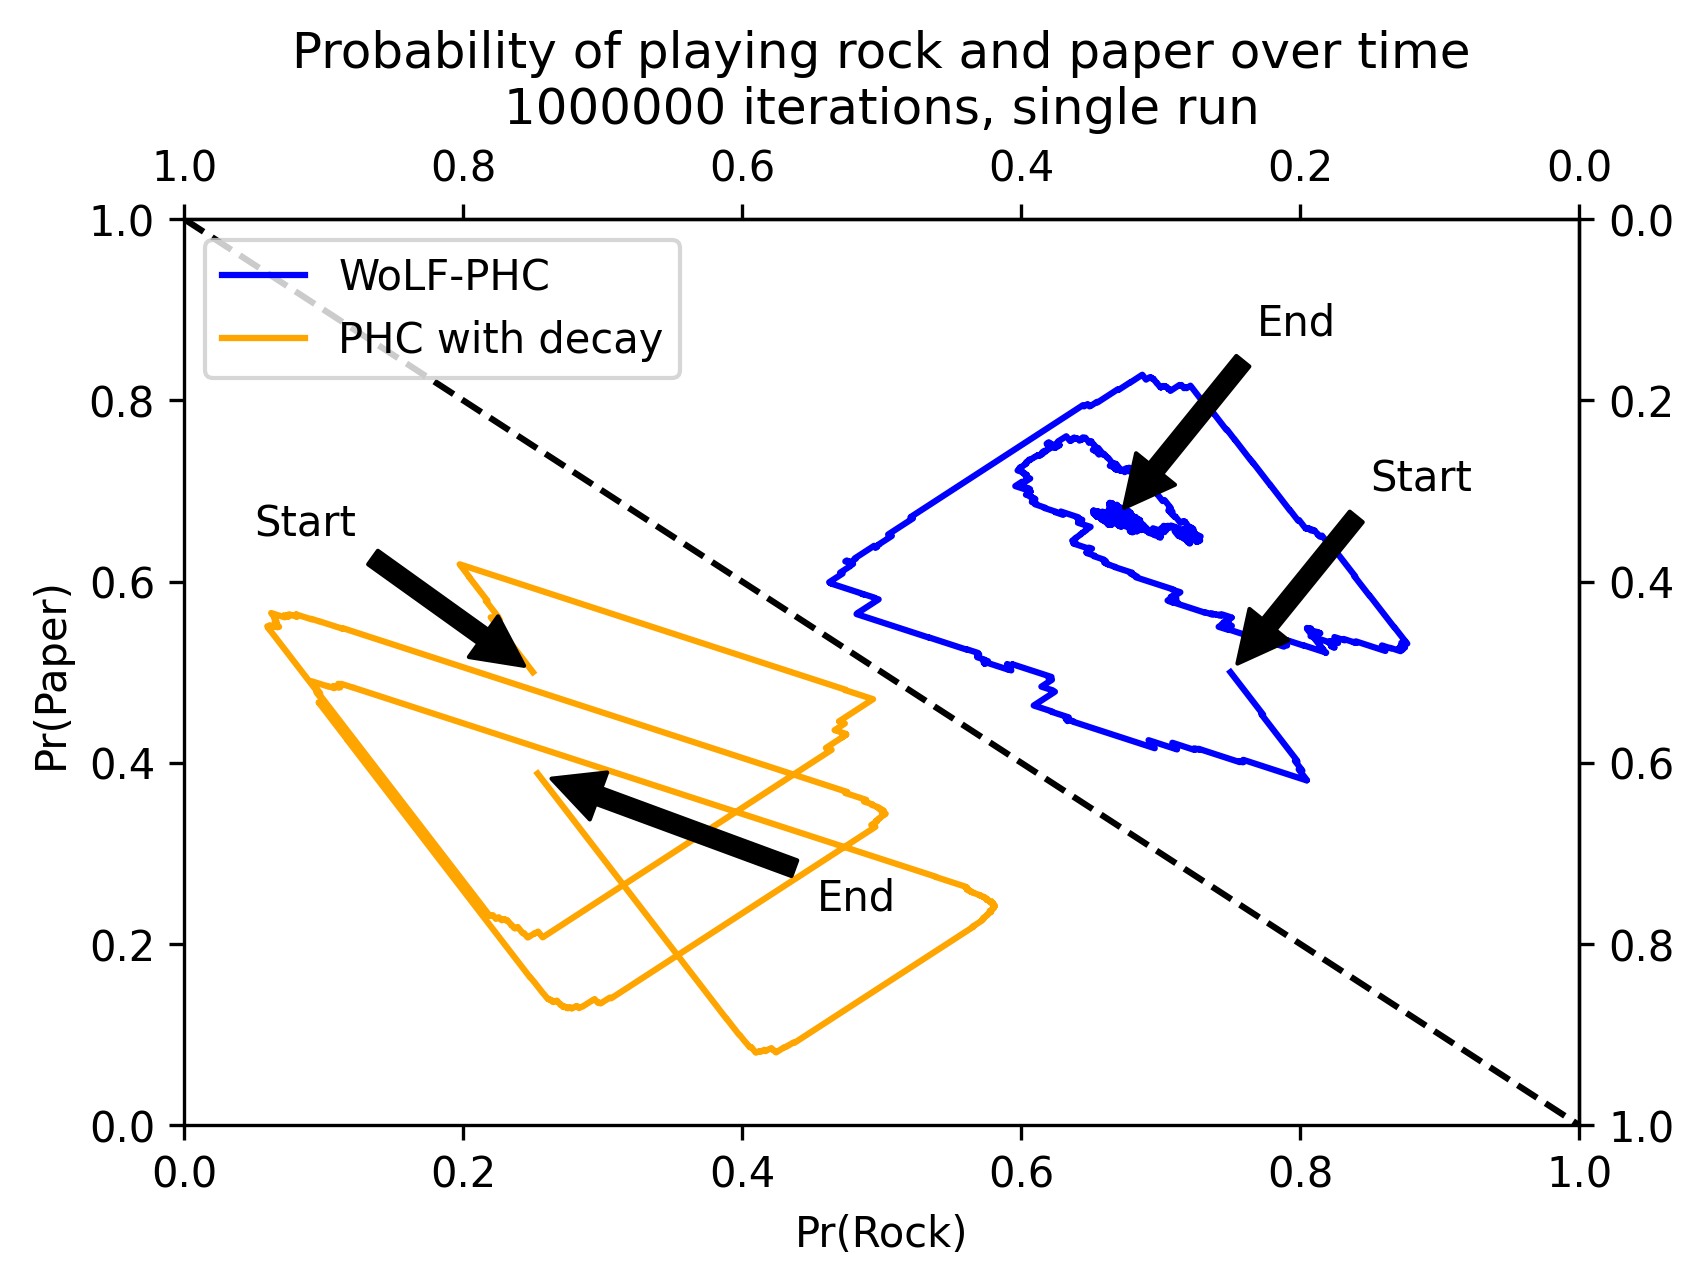 Probability of playing rock and paper over time
1000000 iterations, single run
1.0 0.8 0.6 0.4 0.2 0.0
1.0 0.0
WoLF-PHC
PHC with decay
End
0.8 0.2
Start
Start
0.6 0.4
Pr(Paper)
0.4 0.6
End
0.2 0.8
0.0 1.0
0.0 0.2 0.4 0.6 0.8 1.0
Pr(Rock)